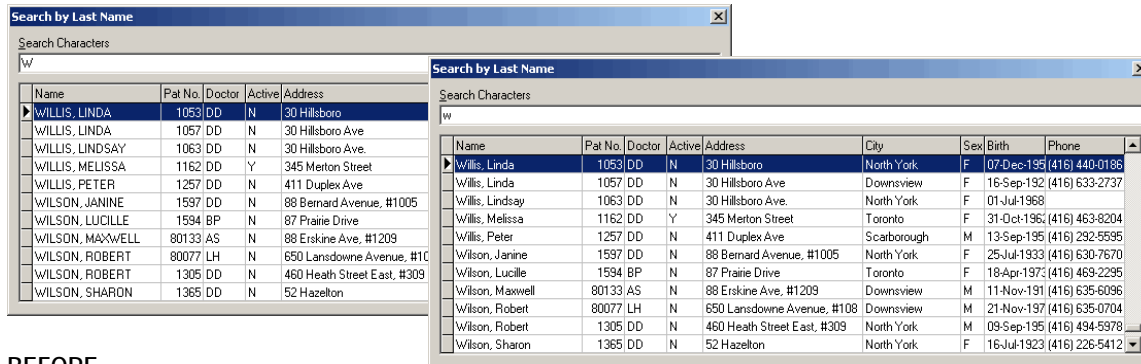 Search by Last Name
Search Characters
W
Name Pat No. Doctor Active Address
WILLIS, LINDA 1053 DD N 30 Hillsboro
WILLIS, LINDA 1057 DD N 30 Hillsboro Ave
WILLIS, LINDSAY 1063 DD N 30 Hillsboro Ave.
WILLIS, MELISSA 1162 DD Y 345 Merton Street
WILLIS, PETER 1257 DD N 411 Duplex Ave
WILSON, JANINE 1597 DD N 88 Bernard Avenue, #1005
WILSON, LUCILLE 1594 BP N 87 Prairie Drive
WILSON, MAXWELL 80133 AS N 88 Erskine Ave, #1209
WILSON, ROBERT 80077 LH N 650 Lansdowne Avenue, #10
WILSON, ROBERT 1305 DD N 460 Heath Street East, #309
WILSON, SHARON 1365 DD N 52 Hazelton
Search by Last Name
Search Characters
w
Name Pat No. Doctor Active Address City Sex Birth Phone
Willis, Linda 1053 DD N 30 Hillsboro North York F 07-Dec-195 (416) 440-0186
Willis, Linda 1057 DD N 30 Hillsboro Ave Downsview F 16-Sep-192 (416) 633-2737
Willis, Lindsay 1063 DD N 30 Hillsboro Ave. North York F 01-Jul-1968
Willis, Melissa 1162 DD Y 345 Merton Street Toronto F 31-Oct-196 (416) 463-8204
Willis, Peter 1257 DD N 411 Duplex Ave Scarborough M 13-Sep-195 (416) 292-5595
Wilson, Janine 1597 DD N 88 Bernard Avenue, #1005 North York F 25-Jul-1933 (416) 630-7670
Wilson, Lucille 1594 BP N 87 Prairie Drive Toronto F 18-Apr-197 (416) 469-2295
Wilson, Maxwell 80133 AS N 88 Erskine Ave, #1209 Downsview M 11-Nov-191 (416) 635-6096
Wilson, Robert 80077 LH N 650 Lansdowne Avenue, #108 Downsview M 21-Nov-197 (416) 635-0704
Wilson, Robert 1305 DD N 460 Heath Street East, #309 North York M 09-Sep-195 (416) 494-5978
Wilson, Sharon 1365 DD N 52 Hazelton North York F 16-Jul-1923 (416) 226-5412
BEFORE